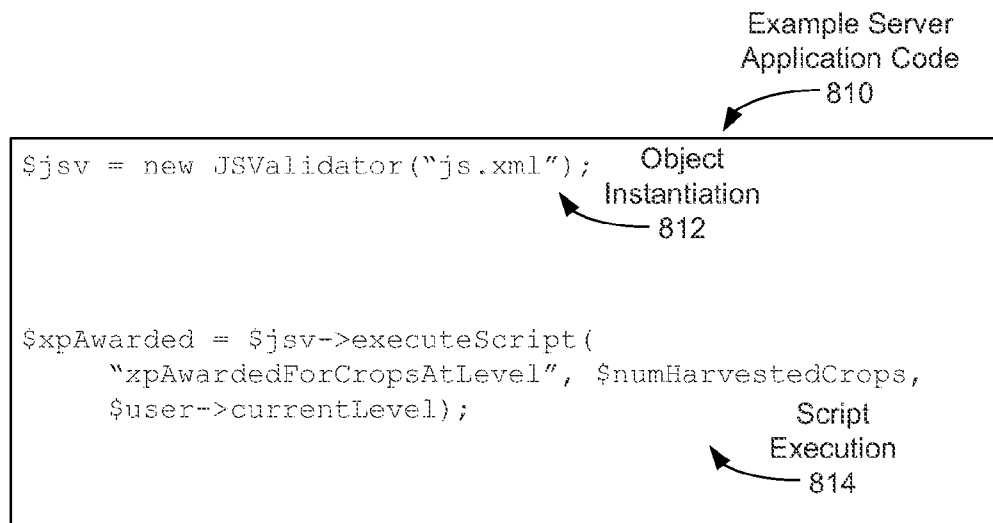 Example Server
Application Code
810
$jsv = new JSValidator(“js.xml”);
Object
Instantiation
812
$xpAwarded = $jsv->executeScript(
“xpAwardedForCropsAtLevel”, $numHarvestedCrops,
$user->currentLevel);
Script
Execution
814